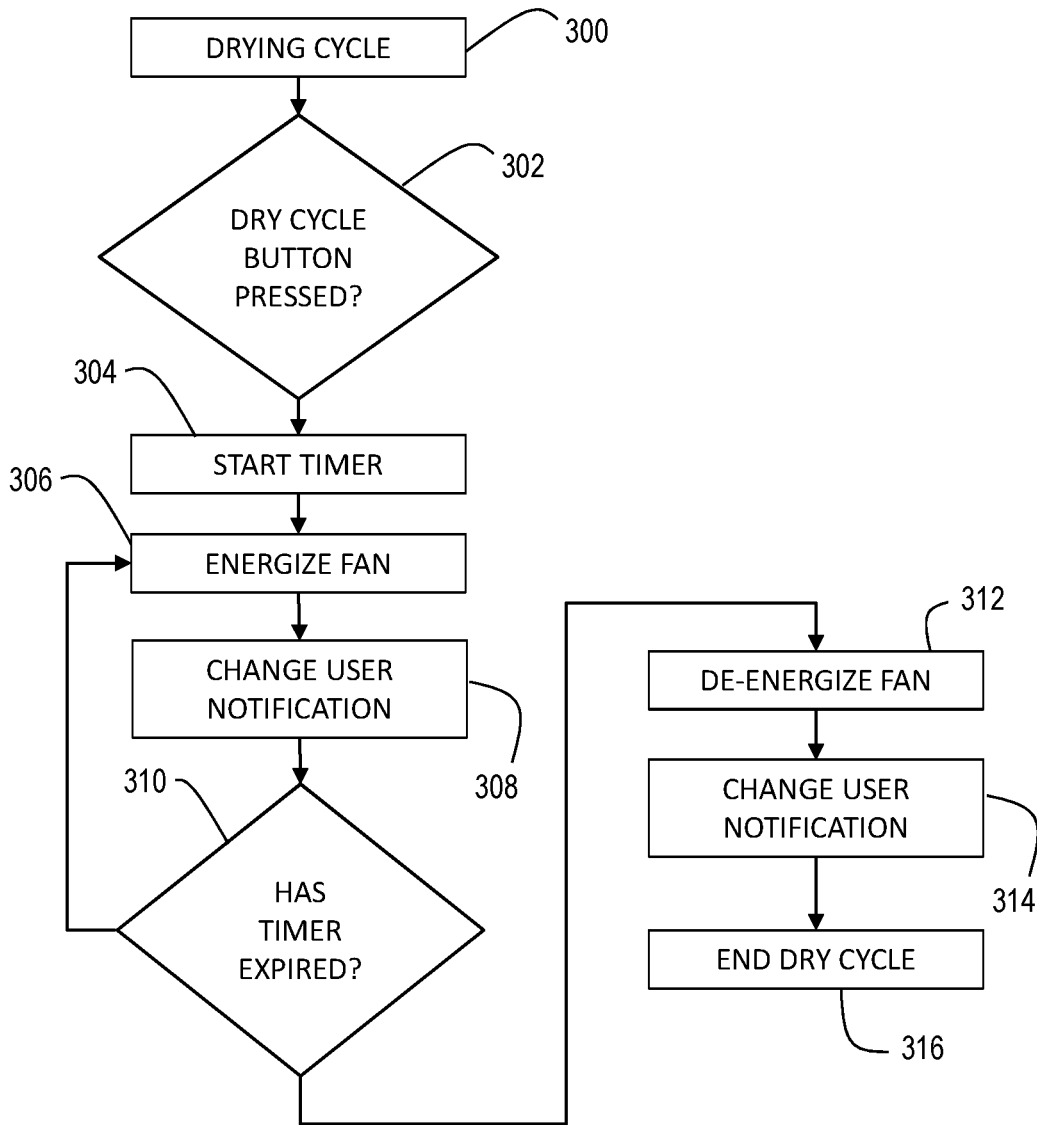 DRYING CYCLE
300
302
DRY CYCLE
BUTTON
PRESSED?
304
START TIMER
306
ENERGIZE FAN
CHANGE USER
NOTIFICATION
308
310
HAS
TIMER
EXPIRED?
312
DE-ENERGIZE FAN
CHANGE USER
NOTIFICATION
314
END DRY CYCLE
316